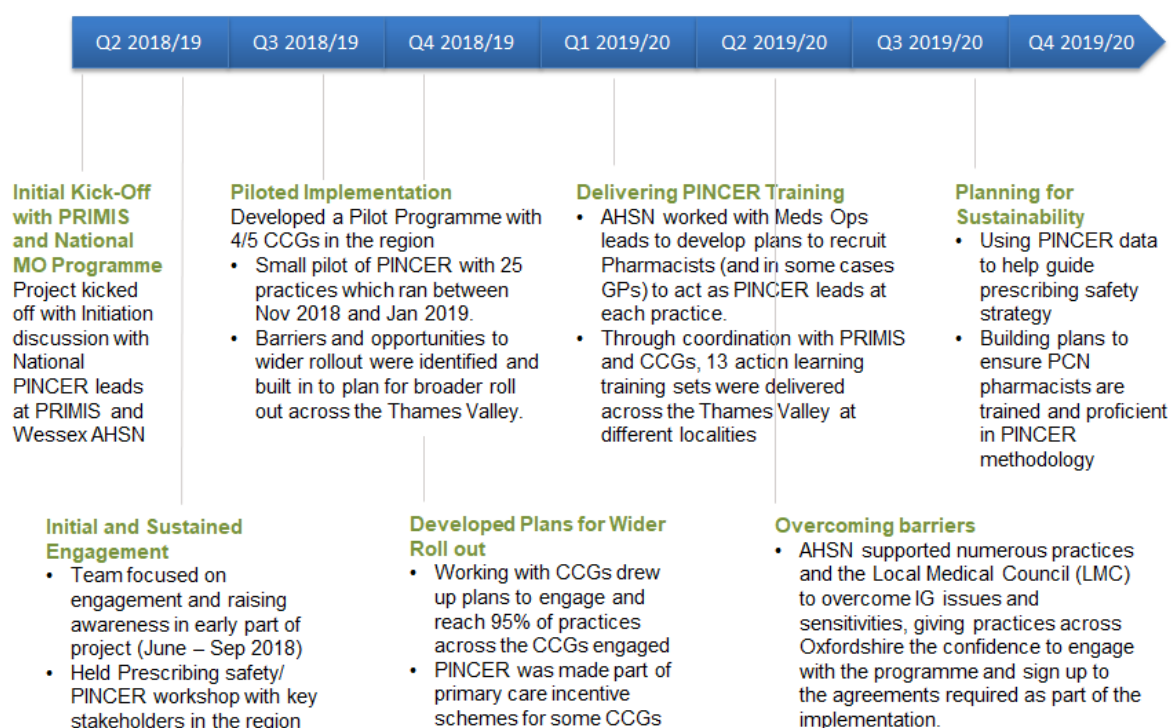 Q2 2018/19
Q3 2018/19
Q4 2018/19
Q1 2019/20
Q2 2019/20
Q3 2019/20
Q4 2019/20
Initial Kick-Off
with PRIMIS
and National
MO Programme
Project kicked
off with Initiation
discussion with
National
PINCER leads
at PRIMIS and
Wessex AHSN
Piloted Implementation
Developed a Pilot Programme with
4/5 CCGs in the region
• Small pilot of PINCER with 25
practices which ran between
Nov 2018 and Jan 2019.
• Barriers and opportunities to
wider rollout were identified and
built in to plan for broader roll
out across the Thames Valley.
Delivering PINCER Training
• AHSN worked with Meds Ops
leads to develop plans to recruit
Pharmacists (and in some cases
GPs) to act as PINCER leads at
each practice.
• Through coordination with PRIMIS
and CCGs, 13 action learning
training sets were delivered
across the Thames Valley at
different localities
Planning for
Sustainability
• Using PINCER data
to help guide
prescribing safety
strategy
• Building plans to
ensure PCN
pharmacists are
trained and proficient
in PINCER
methodology
Initial and Sustained
Engagement
• Team focused on
engagement and raising
awareness in early part of
project (June – Sep 2018)
• Held Prescribing safety/
PINCER workshop with key
stakeholders in the region
Developed Plans for Wider
Roll out
• Working with CCGs drew
up plans to engage and
reach 95% of practices
across the CCGs engaged
• PINCER was made part of
primary care incentive
schemes for some CCGs
Overcoming barriers
• AHSN supported numerous practices
and the Local Medical Council (LMC)
to overcome IG issues and
sensitivities, giving practices across
Oxfordshire the confidence to engage
with the programme and sign up to
the agreements required as part of the
implementation.